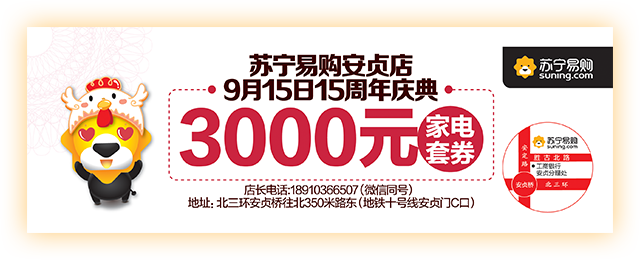 苏宁易购安贞店
9月15日15周年庆典
3000元
家电
套券
店长电话:18910366507（微信同号）
地址: 北三环安贞桥往北350米路东（地铁十号线安贞门C口）
苏宁易购
suning.com
苏宁易购
suning.com
安定路
胜古北路
工商银行
安贞分理处
安贞桥
北三环